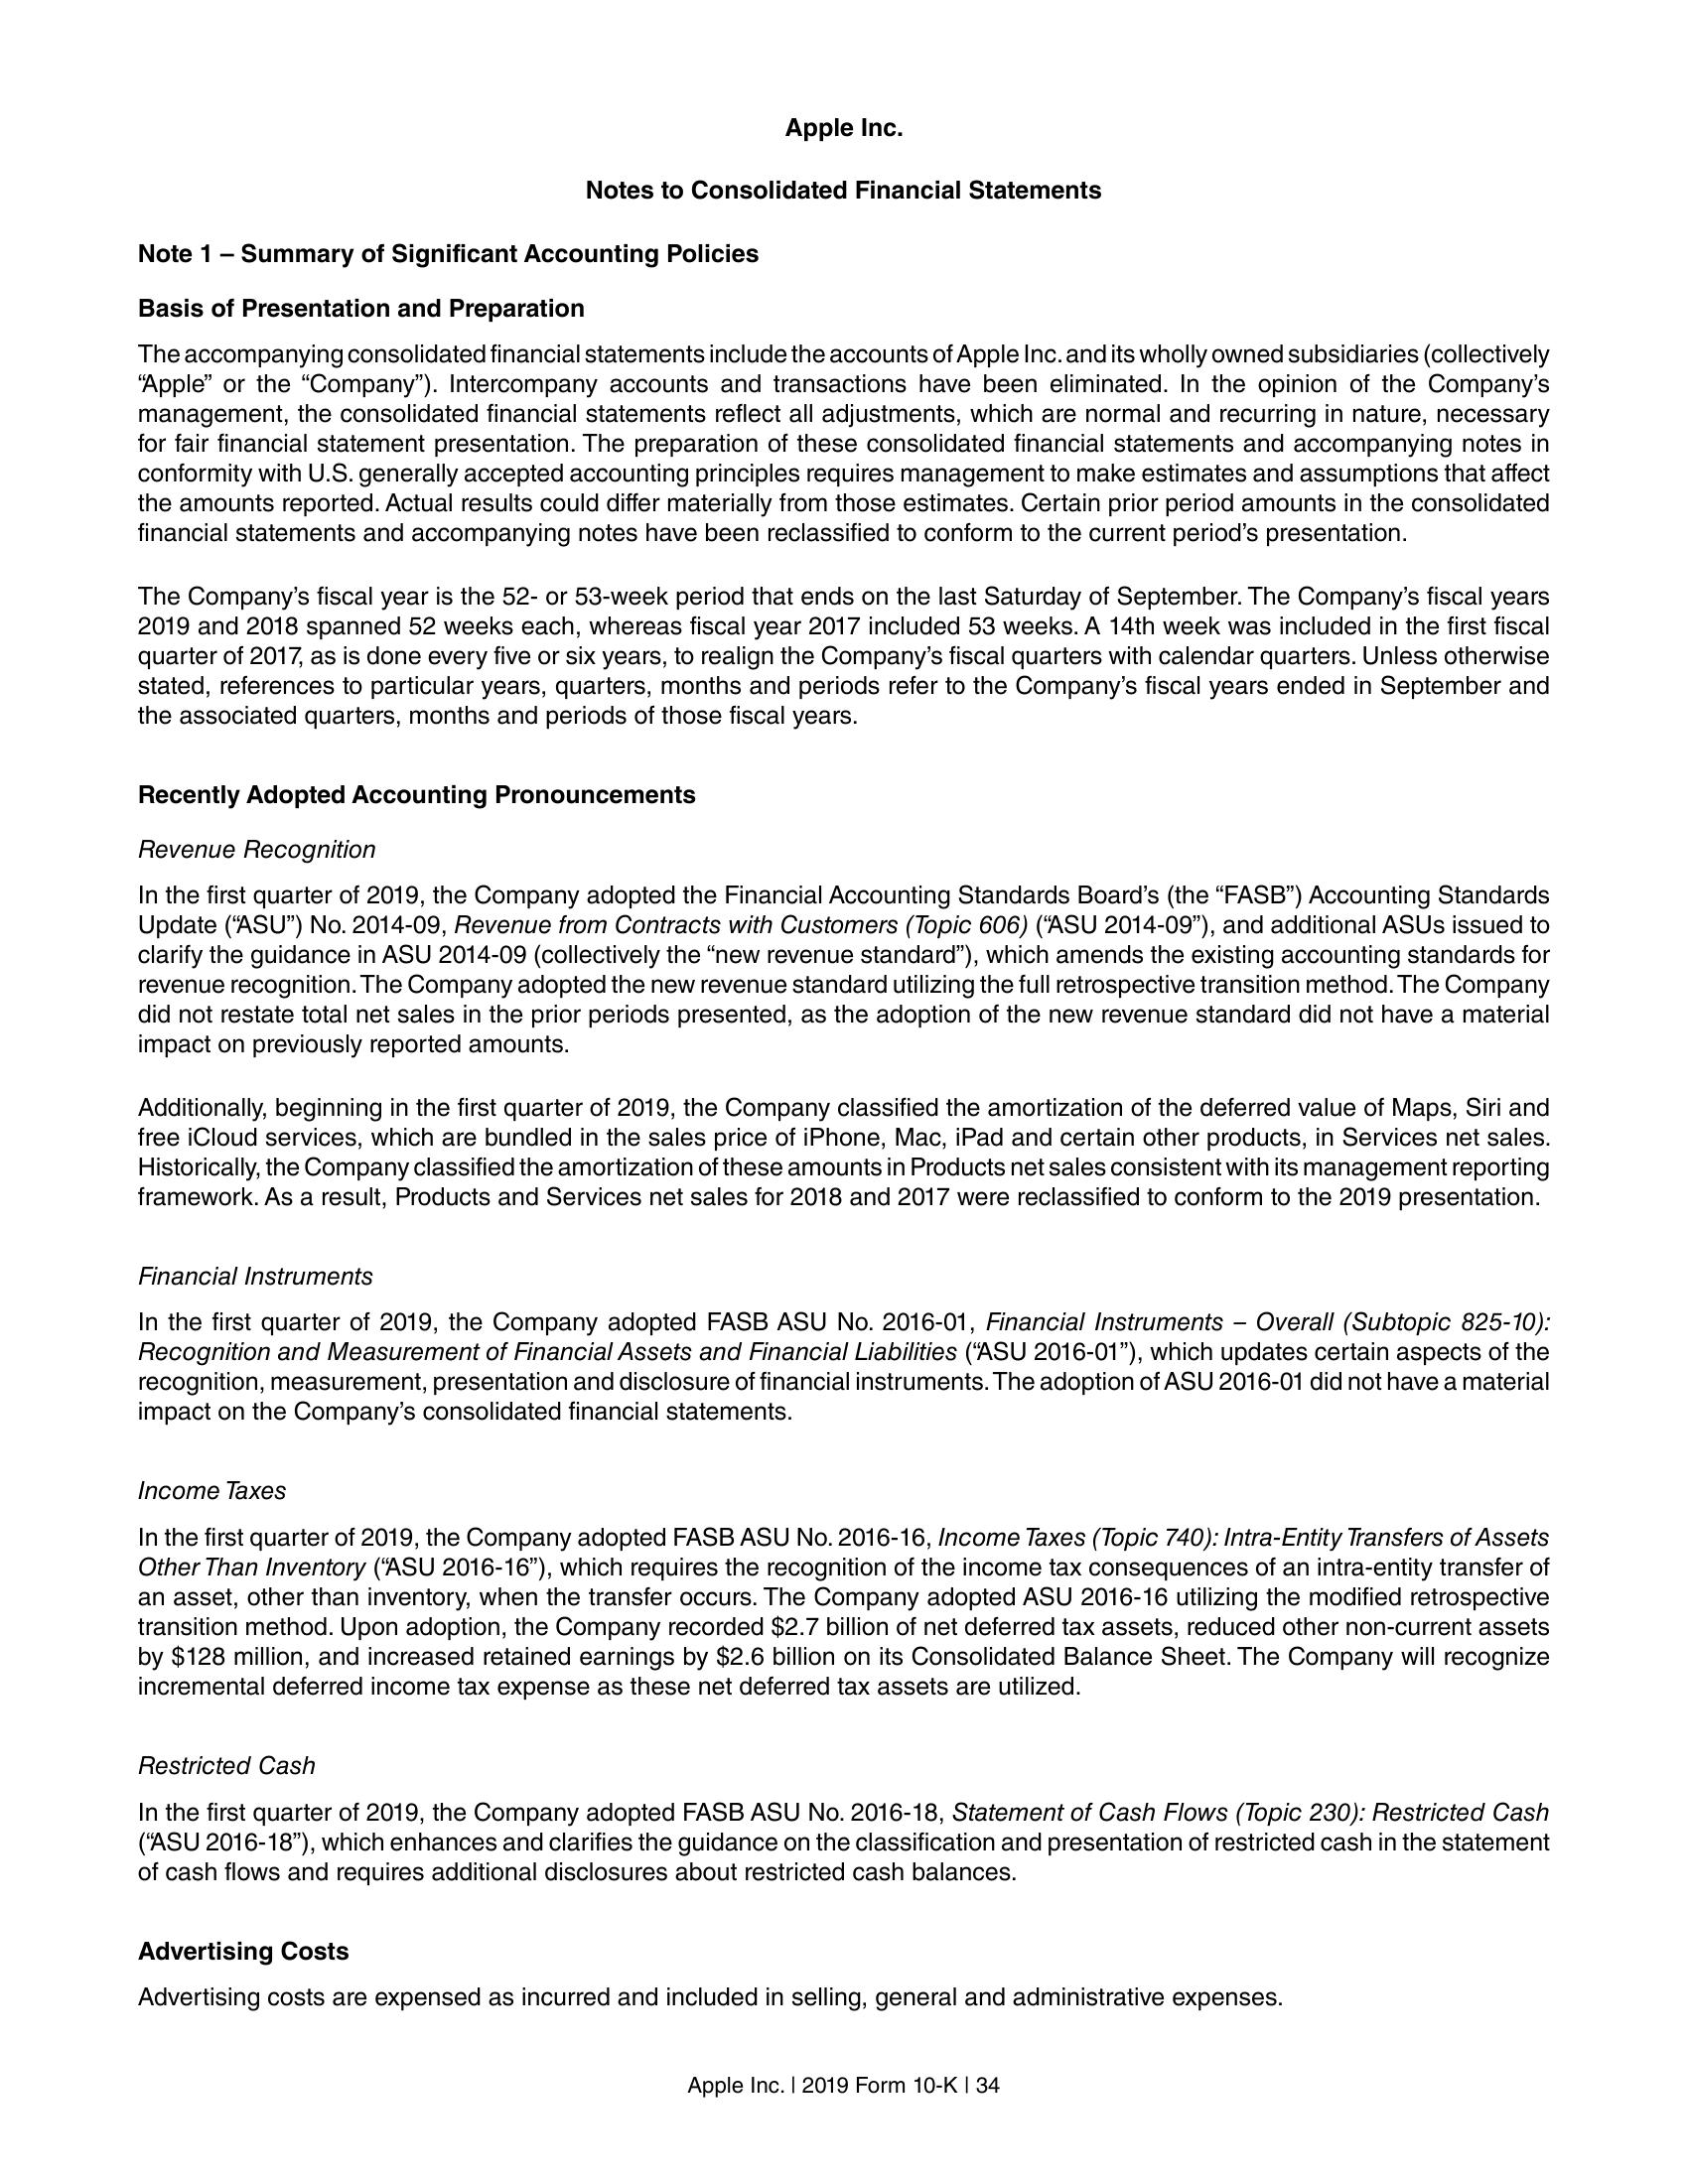 Apple Inc.
Notes to Consolidated Financial Statements
Note 1 – Summary of Significant Accounting Policies
Basis of Presentation and Preparation
The accompanying consolidated financial statements include the accounts of Apple Inc. and its wholly owned subsidiaries (collectively
“Apple” or the “Company”). Intercompany accounts and transactions have been eliminated. In the opinion of the Company’s
management, the consolidated financial statements reflect all adjustments, which are normal and recurring in nature, necessary
for fair financial statement presentation. The preparation of these consolidated financial statements and accompanying notes in
conformity with U.S. generally accepted accounting principles requires management to make estimates and assumptions that affect
the amounts reported. Actual results could differ materially from those estimates. Certain prior period amounts in the consolidated
financial statements and accompanying notes have been reclassified to conform to the current period’s presentation.
The Company’s fiscal year is the 52- or 53-week period that ends on the last Saturday of September. The Company’s fiscal years
2019 and 2018 spanned 52 weeks each, whereas fiscal year 2017 included 53 weeks. A 14th week was included in the first fiscal
quarter of 2017, as is done every five or six years, to realign the Company’s fiscal quarters with calendar quarters. Unless otherwise
stated, references to particular years, quarters, months and periods refer to the Company’s fiscal years ended in September and
the associated quarters, months and periods of those fiscal years.
Recently Adopted Accounting Pronouncements
Revenue Recognition
In the first quarter of 2019, the Company adopted the Financial Accounting Standards Board’s (the “FASB”) Accounting Standards
Update (“ASU”) No. 2014-09, Revenue from Contracts with Customers (Topic 606) (“ASU 2014-09”), and additional ASUs issued to
clarify the guidance in ASU 2014-09 (collectively the “new revenue standard”), which amends the existing accounting standards for
revenue recognition. The Company adopted the new revenue standard utilizing the full retrospective transition method. The Company
did not restate total net sales in the prior periods presented, as the adoption of the new revenue standard did not have a material
impact on previously reported amounts.
Additionally, beginning in the first quarter of 2019, the Company classified the amortization of the deferred value of Maps, Siri and
free iCloud services, which are bundled in the sales price of iPhone, Mac, iPad and certain other products, in Services net sales.
Historically, the Company classified the amortization of these amounts in Products net sales consistent with its management reporting
framework. As a result, Products and Services net sales for 2018 and 2017 were reclassified to conform to the 2019 presentation.
Financial Instruments
In the first quarter of 2019, the Company adopted FASB ASU No. 2016-01, Financial Instruments – Overall (Subtopic 825-10):
Recognition and Measurement of Financial Assets and Financial Liabilities (“ASU 2016-01”), which updates certain aspects of the
recognition, measurement, presentation and disclosure of financial instruments. The adoption of ASU 2016-01 did not have a material
impact on the Company’s consolidated financial statements.
Income Taxes
In the first quarter of 2019, the Company adopted FASB ASU No. 2016-16, Income Taxes (Topic 740): Intra-Entity Transfers of Assets
Other Than Inventory (“ASU 2016-16”), which requires the recognition of the income tax consequences of an intra-entity transfer of
an asset, other than inventory, when the transfer occurs. The Company adopted ASU 2016-16 utilizing the modified retrospective
transition method. Upon adoption, the Company recorded $2.7 billion of net deferred tax assets, reduced other non-current assets
by $128 million, and increased retained earnings by $2.6 billion on its Consolidated Balance Sheet. The Company will recognize
incremental deferred income tax expense as these net deferred tax assets are utilized.
Restricted Cash
In the first quarter of 2019, the Company adopted FASB ASU No. 2016-18, Statement of Cash Flows (Topic 230): Restricted Cash
(“ASU 2016-18”), which enhances and clarifies the guidance on the classification and presentation of restricted cash in the statement
of cash flows and requires additional disclosures about restricted cash balances.
Advertising Costs
Advertising costs are expensed as incurred and included in selling, general and administrative expenses.
Apple Inc. | 2019 Form 10-K | 34